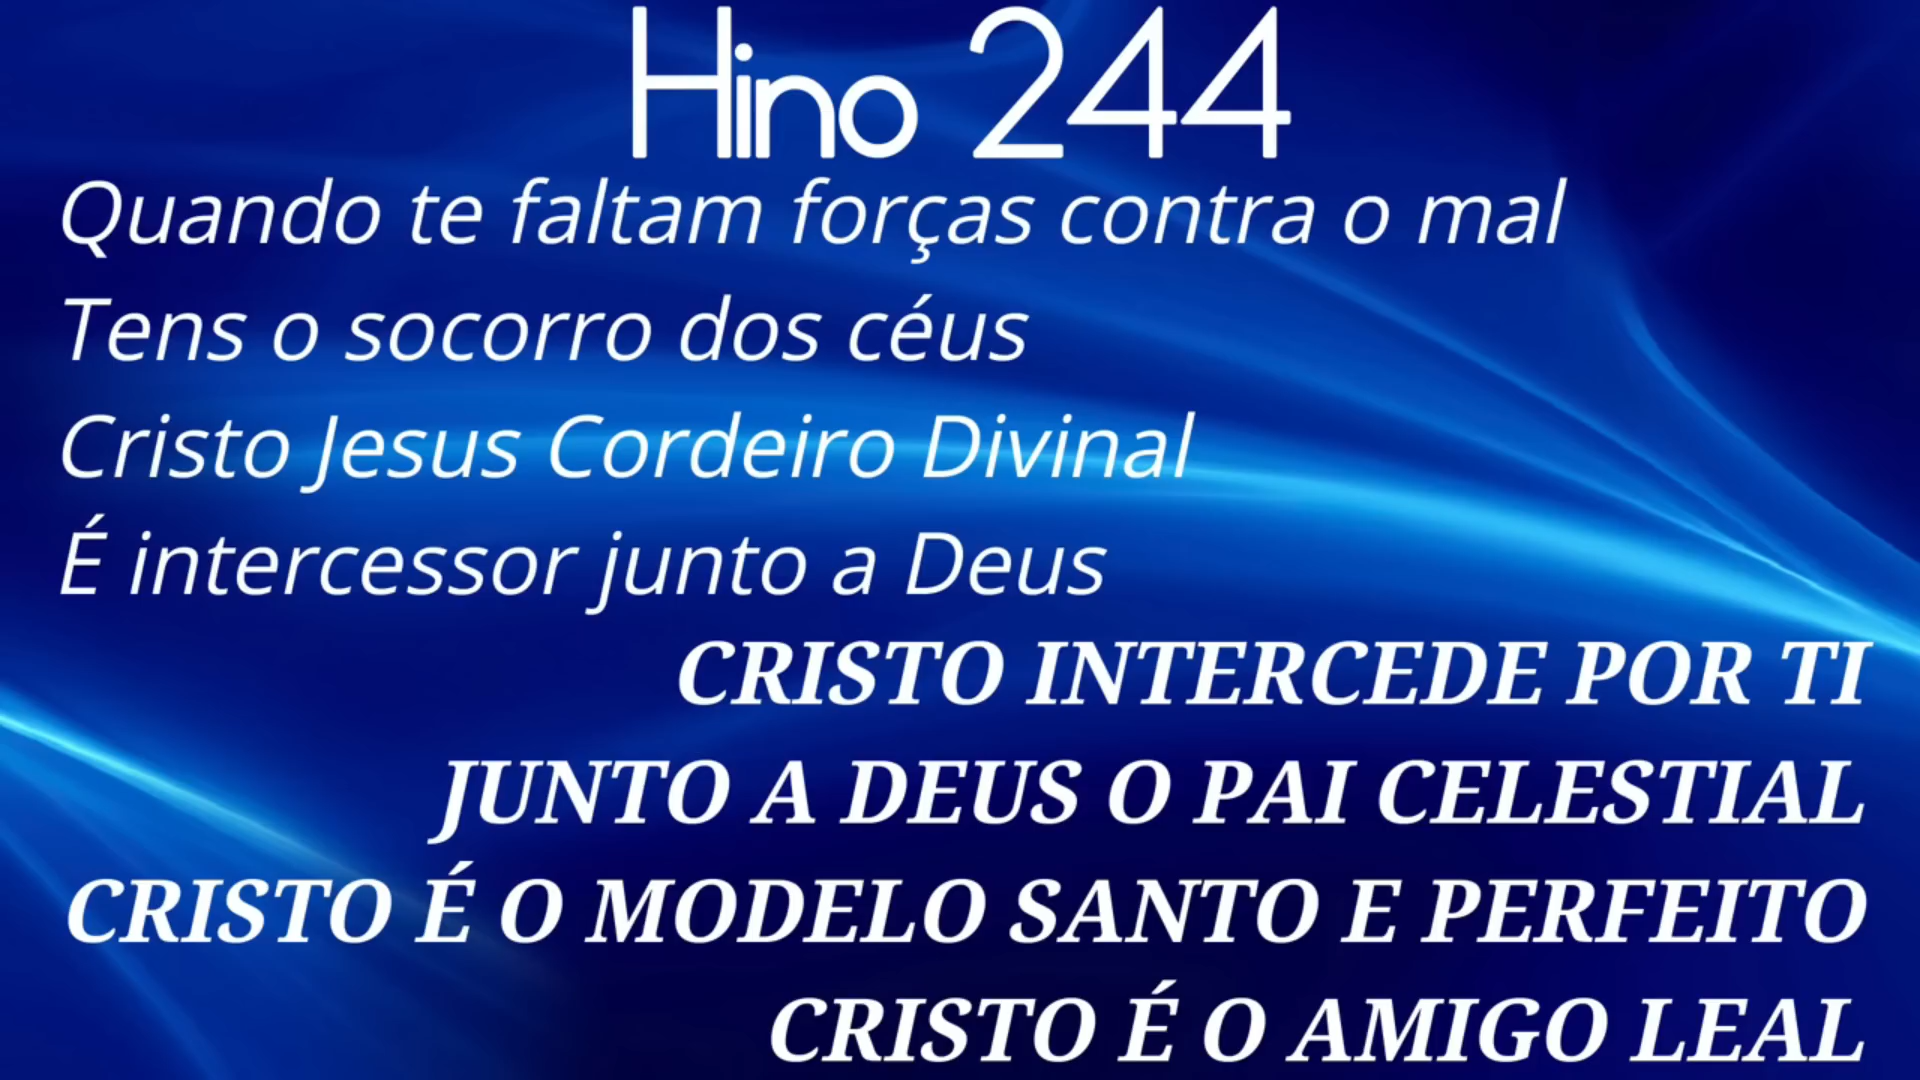 Hino 244
Quando te faltam forças contra o mal
Tens o socorro dos céus
Cristo Jesus Cordeiro Divinal
É intercessor junto a Deus
CRISTO INTERCEDE POR TI
JUNTO A DEUS O PAI CELESTIAL
CRISTO É O MODELO SANTO E PERFEITO
CRISTO É O AMIGO LEAL